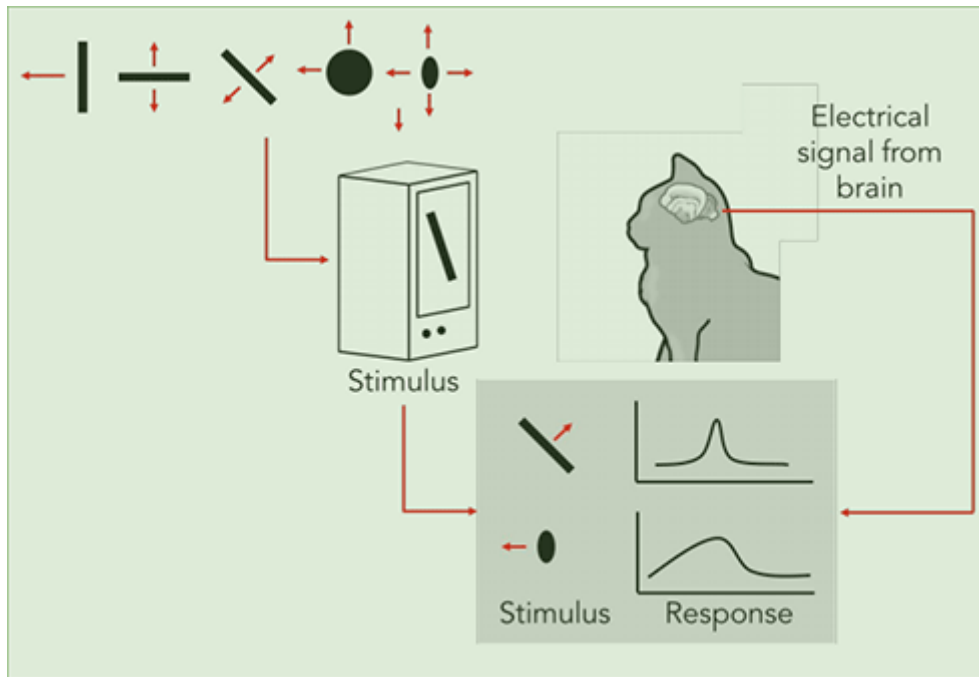 Electrical
signal from
brain
Stimulus
Stimulus
Response